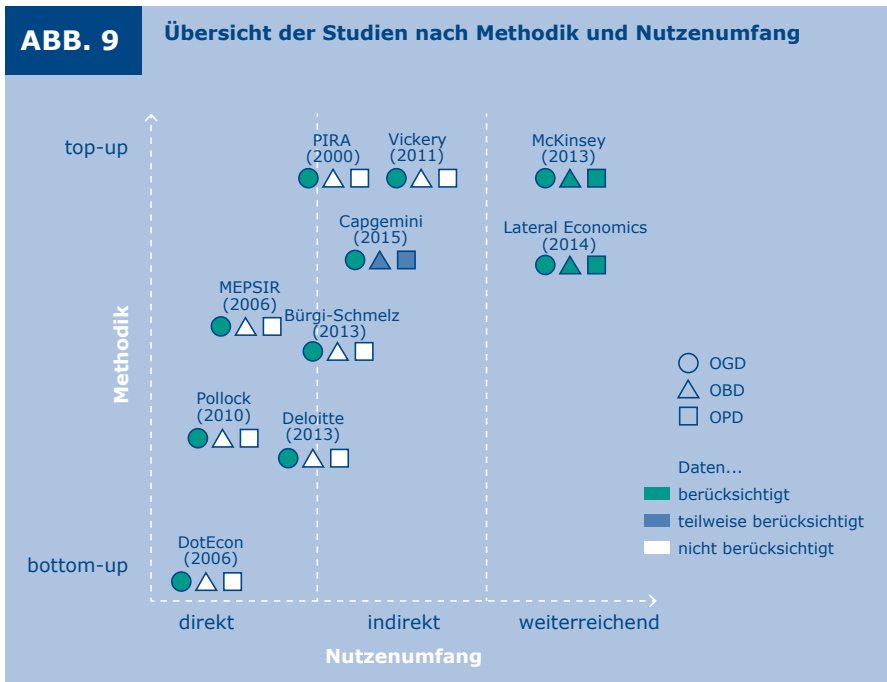 ABB. 9
Übersicht der Studien nach Methodik und Nutzenumfang
top-up
PIRA
(2000)
Vickery
(2011)
McKinsey
(2013)
Capgemini
(2015)
Lateral Economics
(2014)
MEPSIR
(2006)
Bürgi-Schmelz
(2013)
Methodik
OGD
OBD
OPD
Pollock
(2010)
Deloitte
(2013)
Daten...
berücksichtigt
teilweise berücksichtigt
nicht berücksichtigt
DotEcon
(2006)
bottom-up
direkt
indirekt
weiterreichend
Nutzenumfang